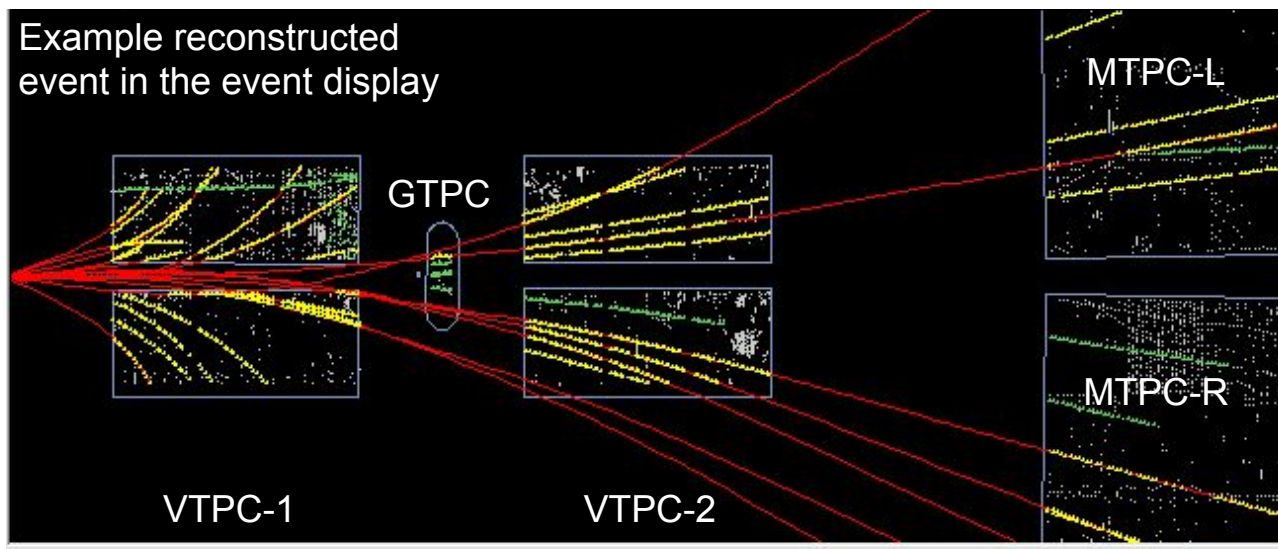 Example reconstructed
event in the event display
MTPC-L
GTPC
MTPC-R
VTPC-1
VTPC-2